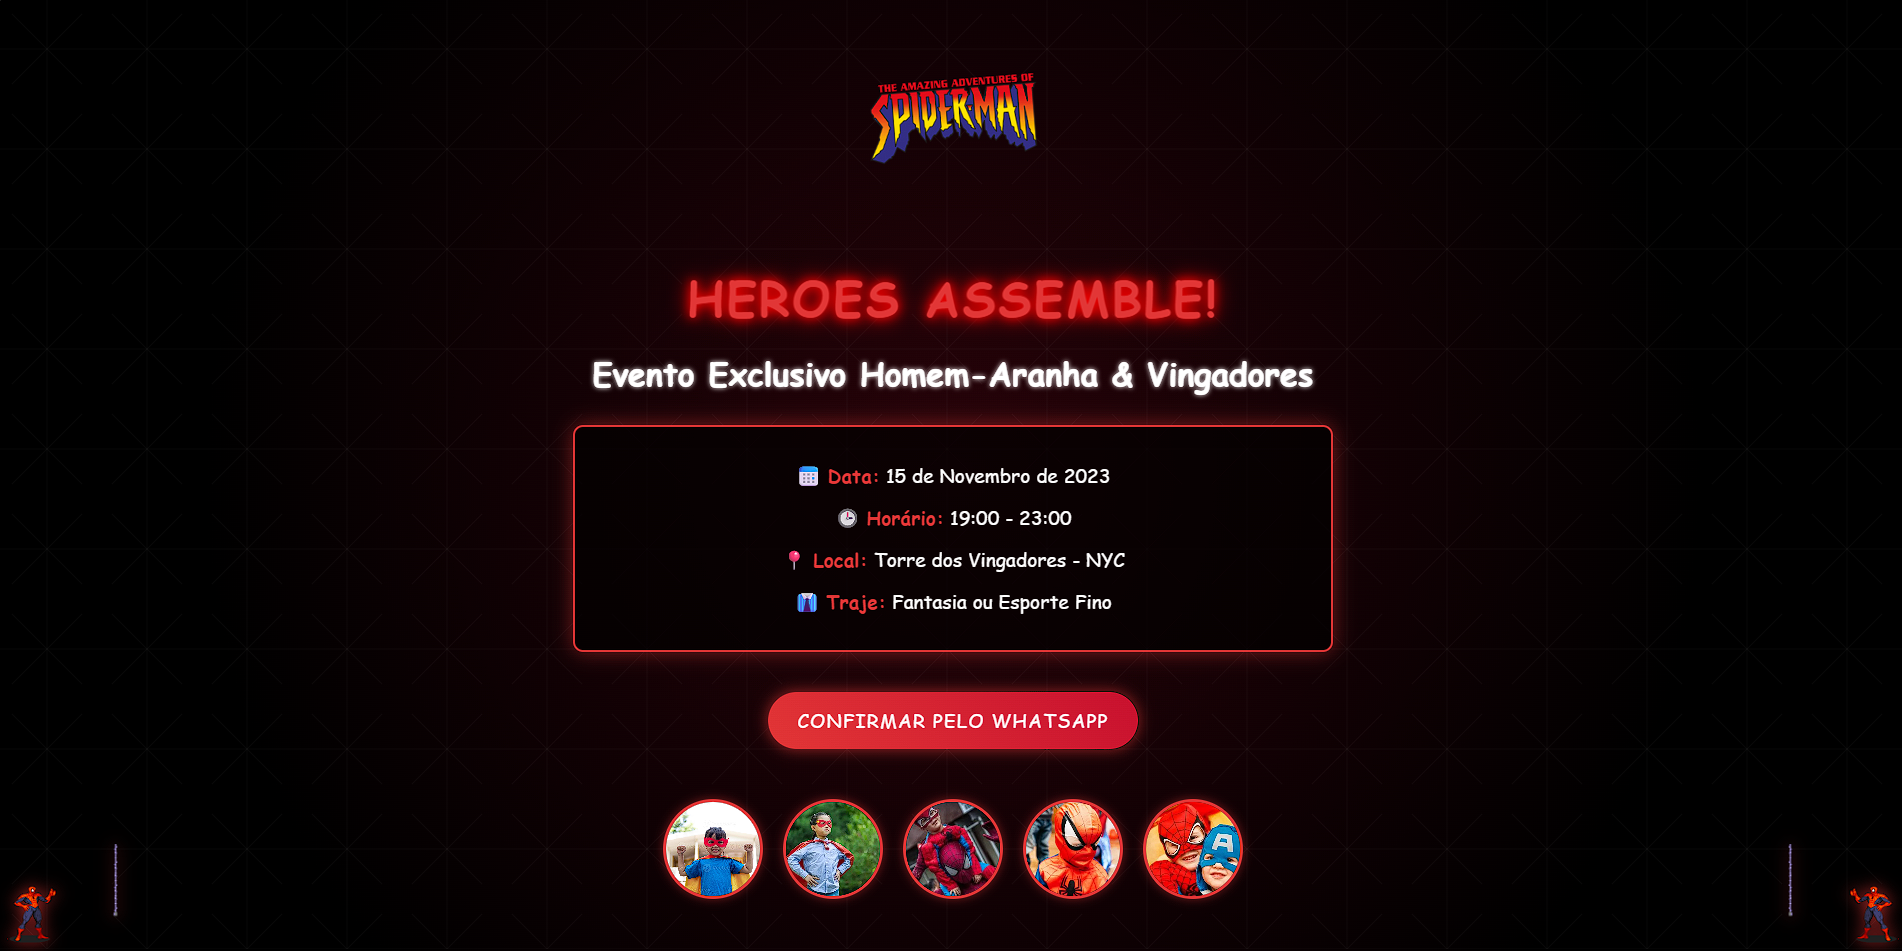 THE AMAZING ADVENTURES OF
SPIDER-MAN
HEROES ASSEMBLE!
Evento Exclusivo Homem-Aranha & Vingadores
Data: 15 de Novembro de 2023
Horário: 19:00 - 23:00
Local: Torre dos Vingadores - NYC
Traje: Fantasia ou Esporte Fino
CONFIRMAR PELO WHATSAPP
A